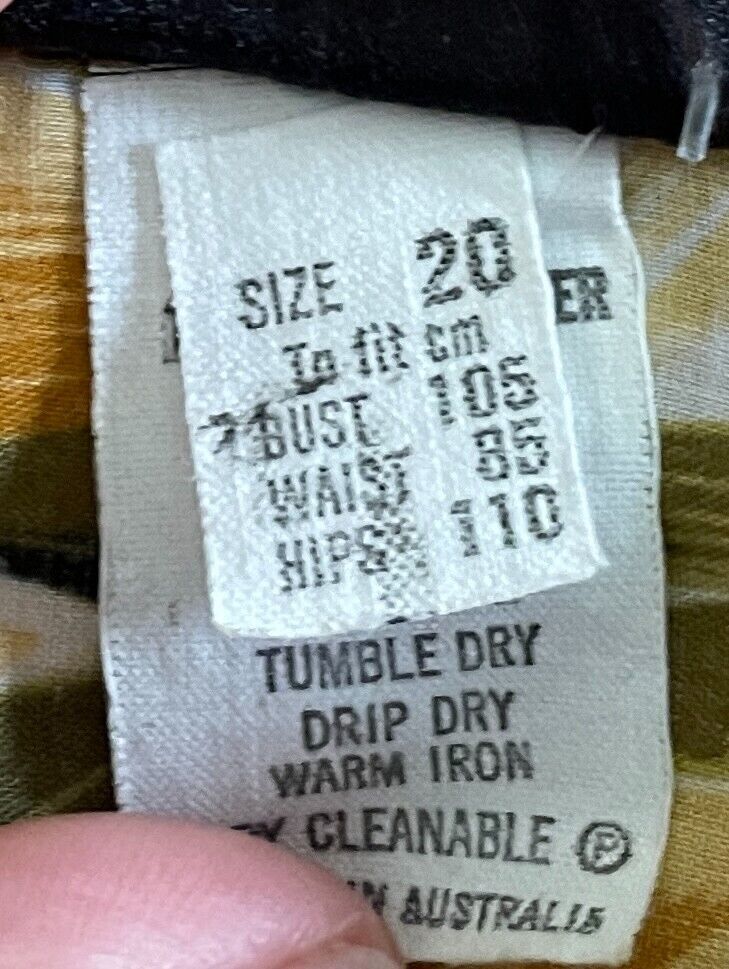 SIZE 20
To fit cm
BUST 105
WAIST 85
HIPS 110
ER
TUMBLE DRY
DRIP DRY
WARM IRON
Y CLEANABLE P
N AUSTRALIA